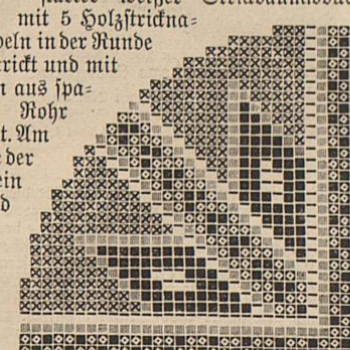 mit 5 Holzſtrickna⸗
deln in der Runde
rickt und mit
n aus ſpa⸗
Rohr
t. Am
e der
ein
d